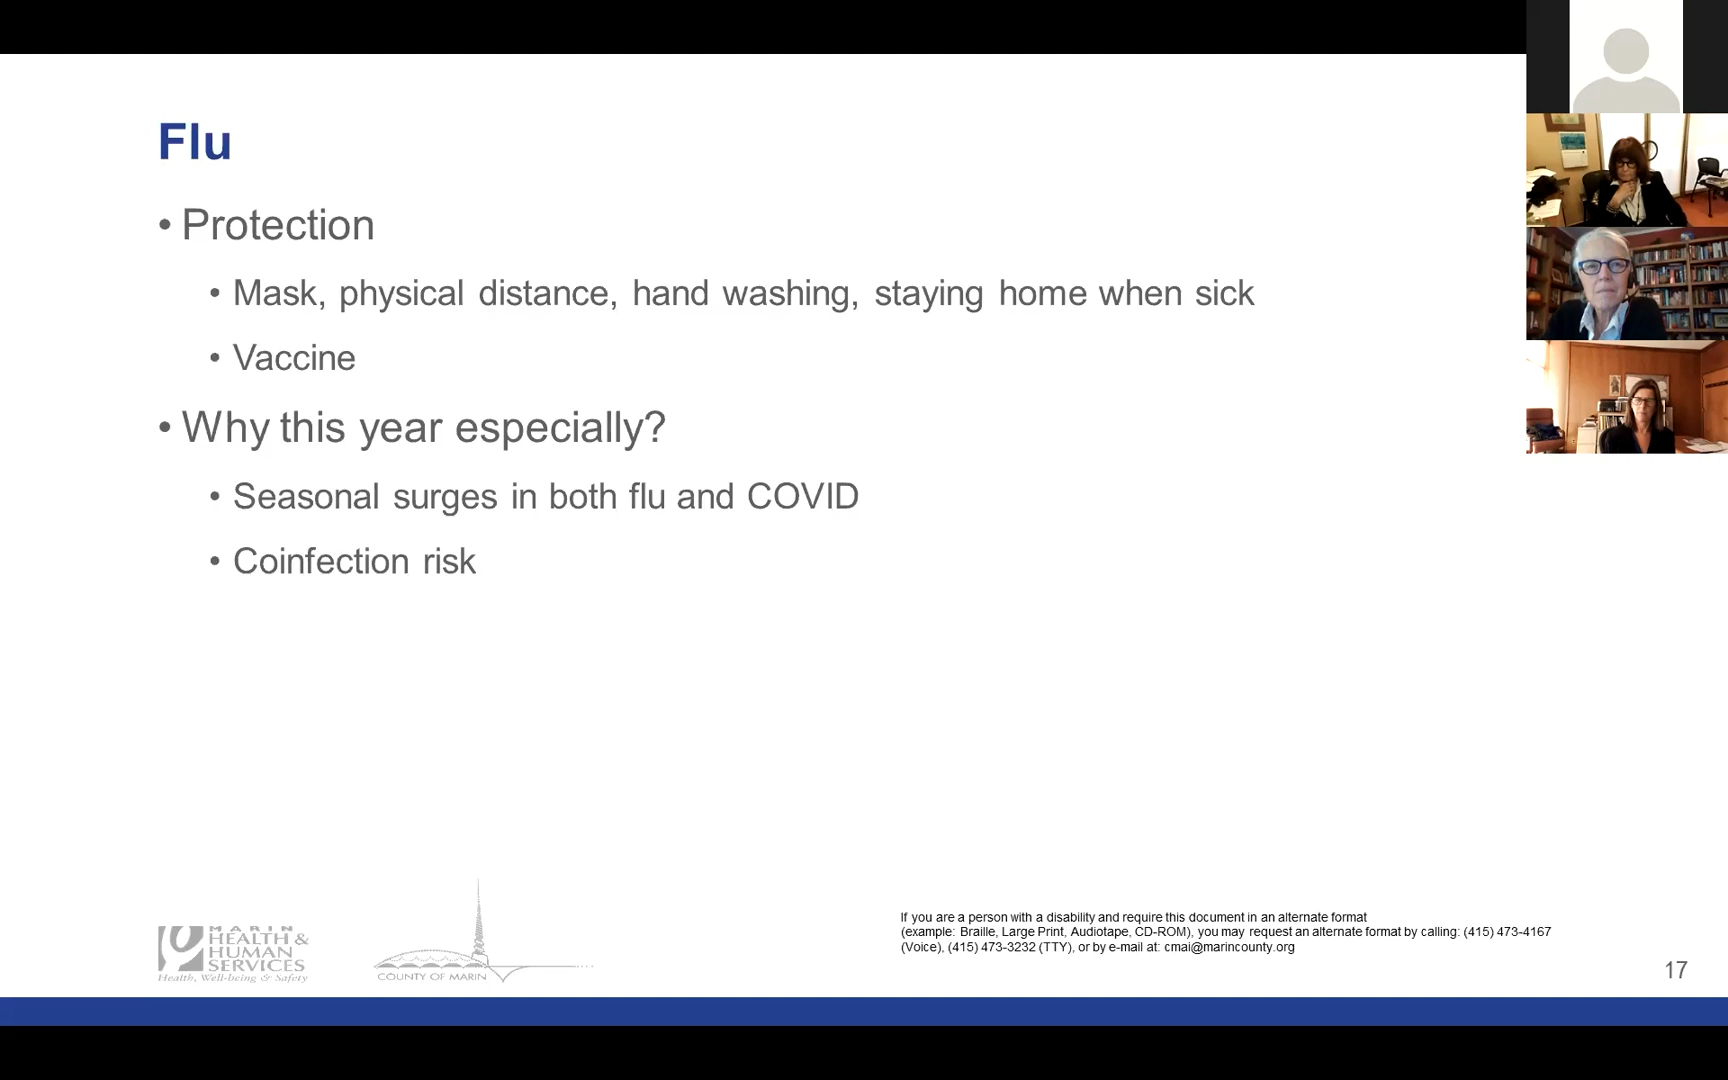 Flu
• Protection
• Mask, physical distance, hand washing, staying home when sick
• Vaccine
• Why this year especially?
• Seasonal surges in both flu and COVID
• Coinfection risk
MARIN
HEALTH &
HUMAN
SERVICES
Health, Well-being & Safety
COUNTY OF MARIN
If you are a person with a disability and require this document in an alternate format
(example: Braille, Large Print, Audiotape, CD-ROM), you may request an alternate format by calling: (415) 473-4167
(Voice), (415) 473-3232 (TTY), or by e-mail at: cmai@marincounty.org
17